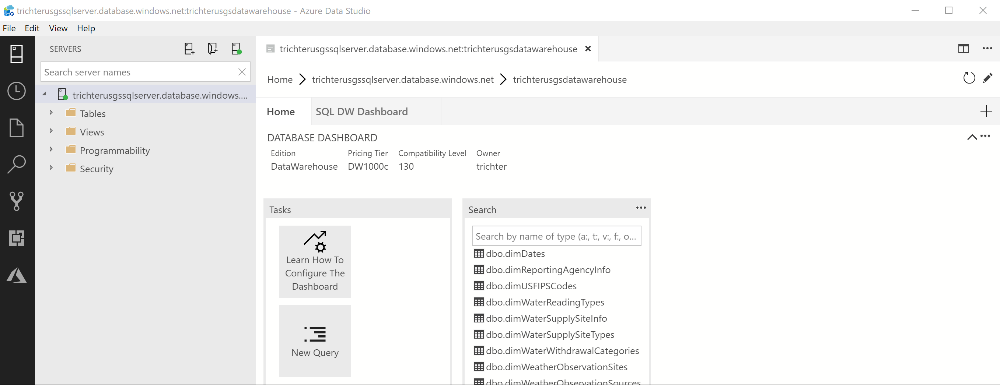 trichterusgssqlserver.database.windows.net:trichterusgsdatawarehouse - Azure Data Studio
File Edit View Help
SERVERS
Search server names
trichterusgssqlserver.database.windows....
Tables
Views
Programmability
Security
trichterusgssqlserver.database.windows.net:trichterusgsdatawarehouse
Home trichterusgssqlserver.database.windows.net trichterusgsdatawarehouse
Home SQL DW Dashboard
DATABASE DASHBOARD
Edition Pricing Tier Compatibility Level Owner
DataWarehouse DW1000c 130 trichter
Tasks
Learn How To
Configure The
Dashboard
New Query
Search
Search by name of type (a:, t:, v:, f:, o...
dbo.dimDates
dbo.dimReportingAgencyInfo
dbo.dimUSFIPSCodes
dbo.dimWaterReadingTypes
dbo.dimWaterSupplySiteInfo
dbo.dimWaterSupplySiteTypes
dbo.dimWaterWithdrawalCategories
dbo.dimWeatherObservationSites
dbo.dimWeatherObservationSources